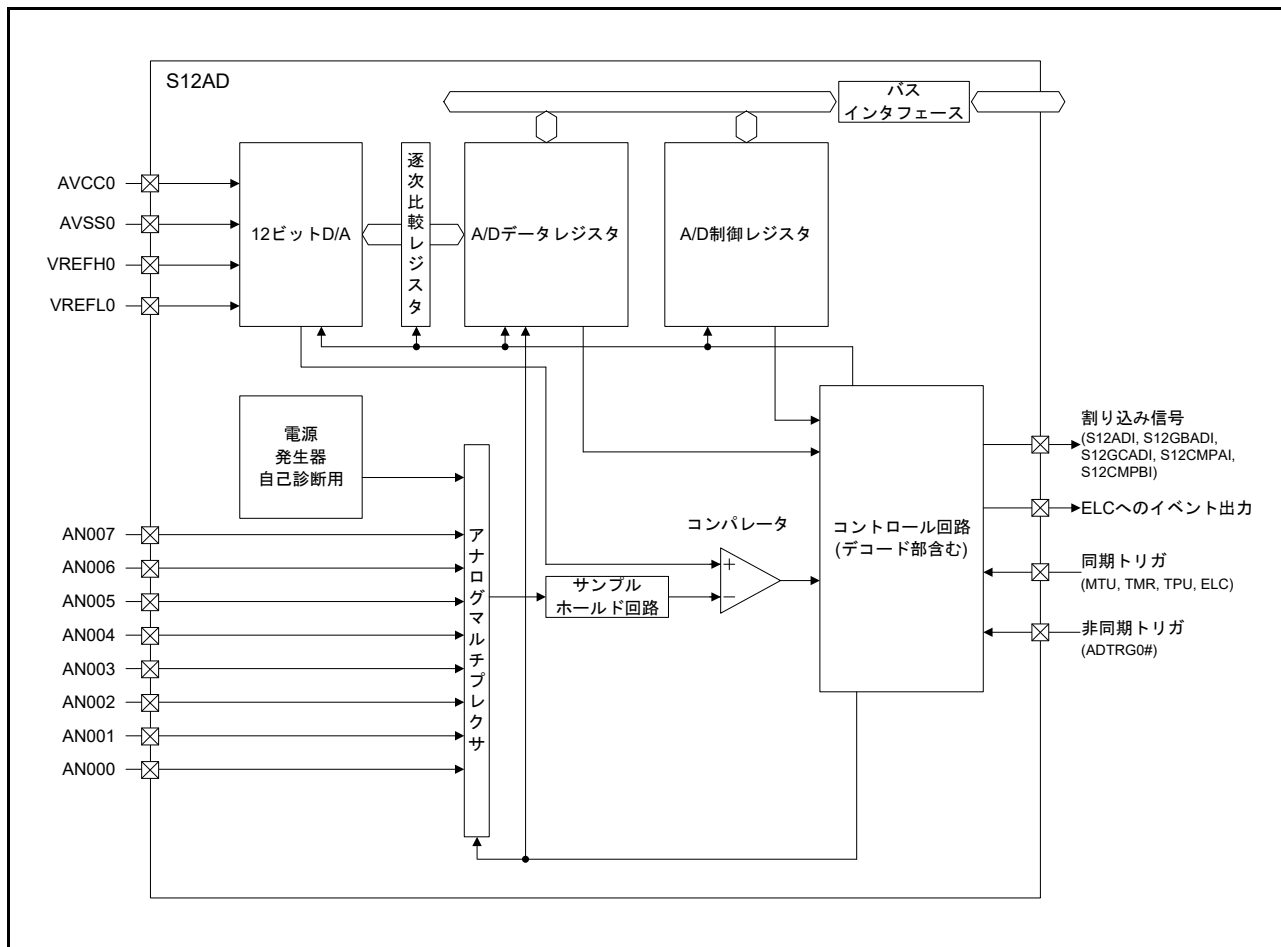 S12AD
バス
インタフェース
AVCC0
AVSS0
VREFH0
VREFL0
12ビットD/A
逐次比較レジスタ
A/Dデータレジスタ
A/D制御レジスタ
電源
発生器
自己診断用
AN007
AN006
AN005
AN004
AN003
AN002
AN001
AN000
アナログマルチプレクサ
サンプル
ホールド回路
コンパレータ
+
−
コントロール回路
(デコード部含む)
割り込み信号
(S12ADI, S12GBADI,
S12GCADI, S12CMPAI,
S12CMPBI)
ELCへのイベント出力
同期トリガ
(MTU, TMR, TPU, ELC)
非同期トリガ
(ADTRG0#)